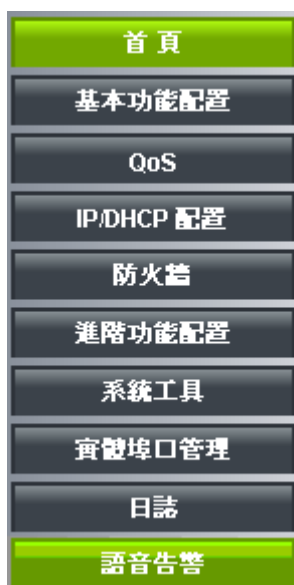 首 頁
基本功能配置
QoS
IP/DHCP 配置
防火牆
進階功能配置
系統工具
實體埠口管理
日誌
語音告警